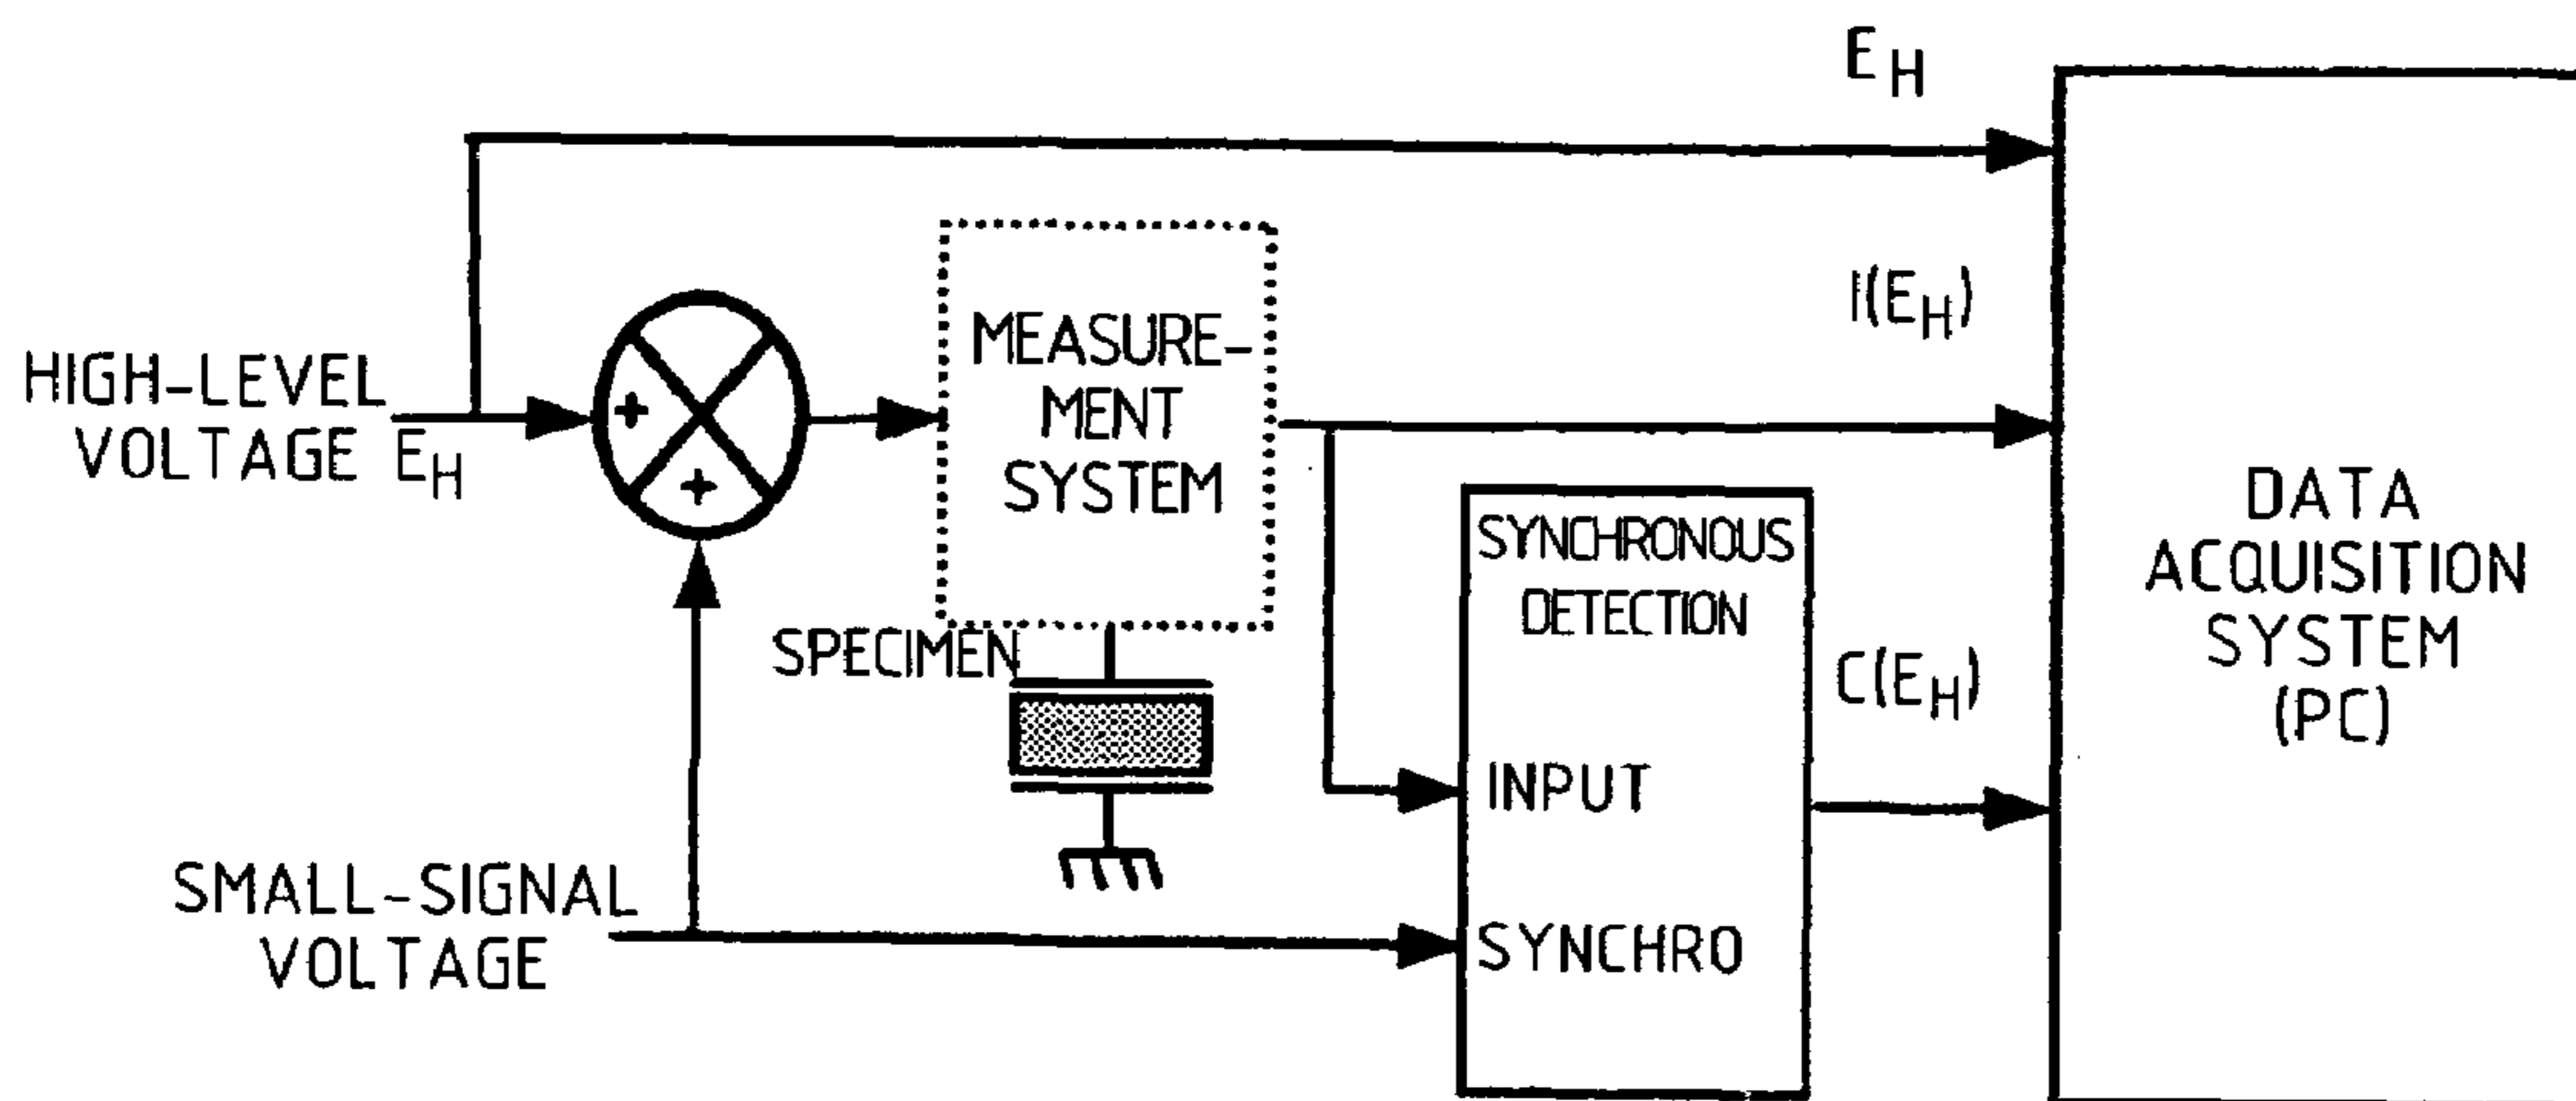 E_H
I(E_H)
HIGH-LEVEL
VOLTAGE E_H
+
+
MEASURE-
MENT
SYSTEM
SPECIMEN
SYNCHRONOUS
DETECTION
INPUT
SYNCHRO
C(E_H)
DATA
ACQUISITION
SYSTEM
(PC)
SMALL-SIGNAL
VOLTAGE